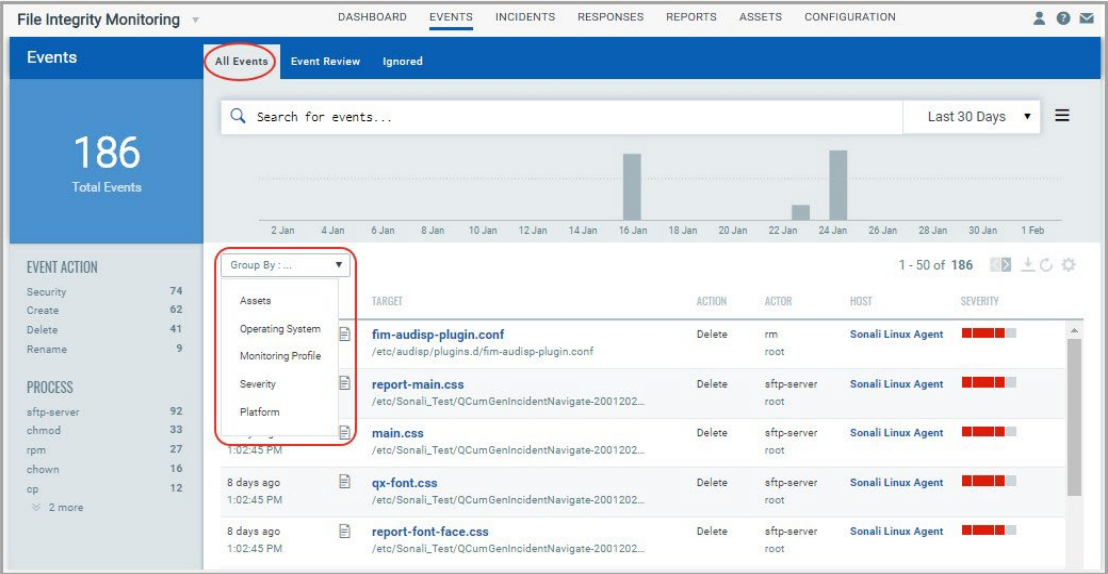 File Integrity Monitoring
DASHBOARD EVENTS INCIDENTS RESPONSES REPORTS ASSETS CONFIGURATION
Events
All Events Event Review Ignored
186
Total Events
Search for events...
Last 30 Days
2 Jan 4 Jan 6 Jan 8 Jan 10 Jan 12 Jan 14 Jan 16 Jan 18 Jan 20 Jan 22 Jan 24 Jan 26 Jan 28 Jan 30 Jan 1 Feb
EVENT ACTION
Security 74
Create 62
Delete 41
Rename 9
PROCESS
sftp-server 92
chmod 33
rpm 27
chown 16
cp 12
2 more
Group By : ...
Assets
Operating System
Monitoring Profile
Severity
Platform
1 - 50 of 186
TARGET ACTION ACTOR HOST SEVERITY
fim-audisp-plugin.conf Delete rm Sonali Linux Agent
/etc/audisp/plugins.d/fim-audisp-plugin.conf root
report-main.css Delete sftp-server Sonali Linux Agent
/etc/Sonali_Test/QCumGenIncidentNavigate-2001202... root
main.css Delete sftp-server Sonali Linux Agent
1:02:45 PM /etc/Sonali_Test/QCumGenIncidentNavigate-2001202... root
8 days ago qx-font.css Delete sftp-server Sonali Linux Agent
1:02:45 PM /etc/Sonali_Test/QCumGenIncidentNavigate-2001202... root
8 days ago report-font-face.css Delete sftp-server Sonali Linux Agent
1:02:45 PM /etc/Sonali_Test/QCumGenIncidentNavigate-2001202... root